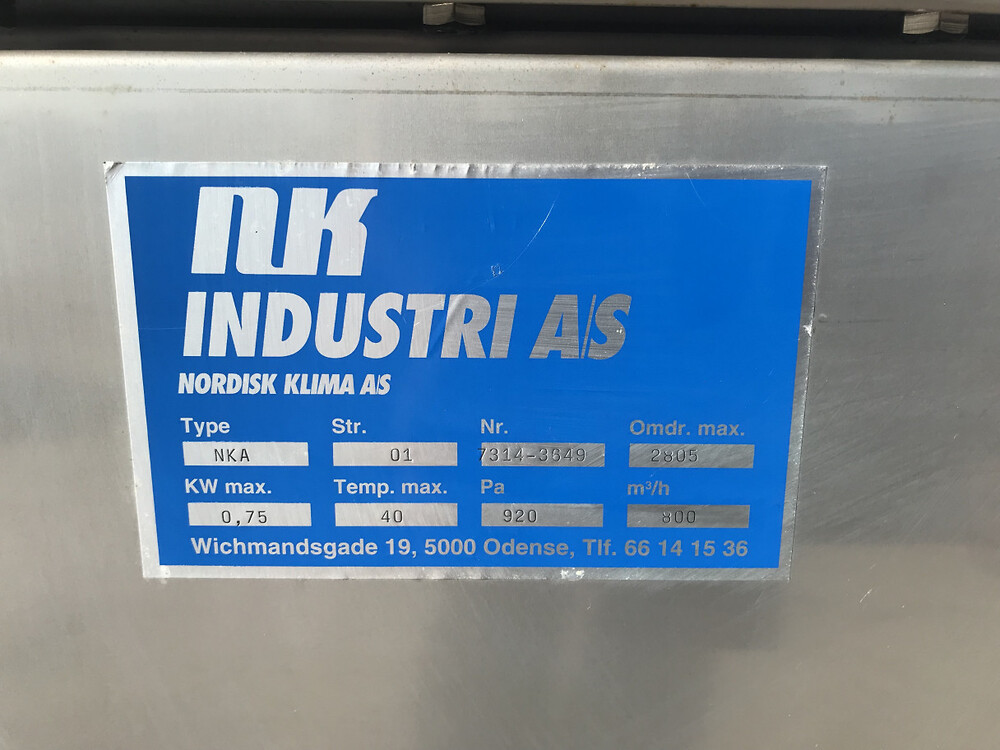 NK
INDUSTRI A/S
NORDISK KLIMA A/S
Type Str. Nr. Omdr. max.
NKA 01 7314-3649 2805
KW max. Temp. max. Pa m³/h
0,75 40 920 800
Wichmandsgade 19, 5000 Odense, Tlf. 66 14 15 36